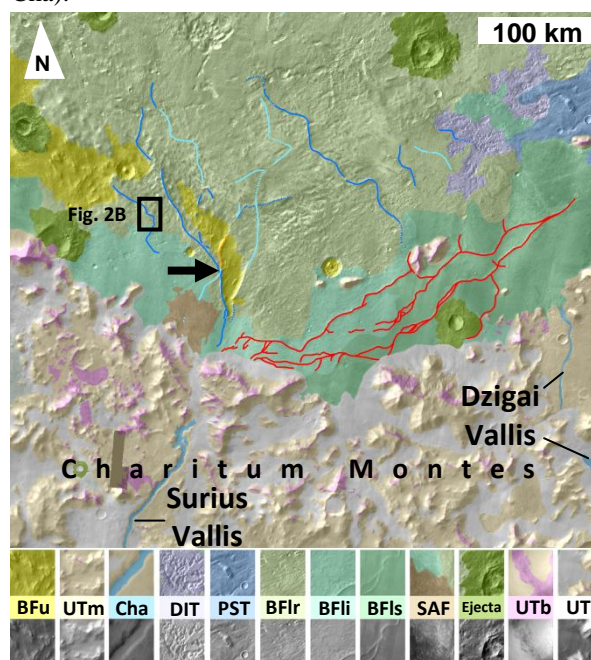 Cha).
100 km
N
Fig. 2B
Dzigai
Vallis
Charitum Montes
Surius
Vallis
BFu UTm Cha DIT PST BFlr BFli BFls SAF Ejecta UTb UT